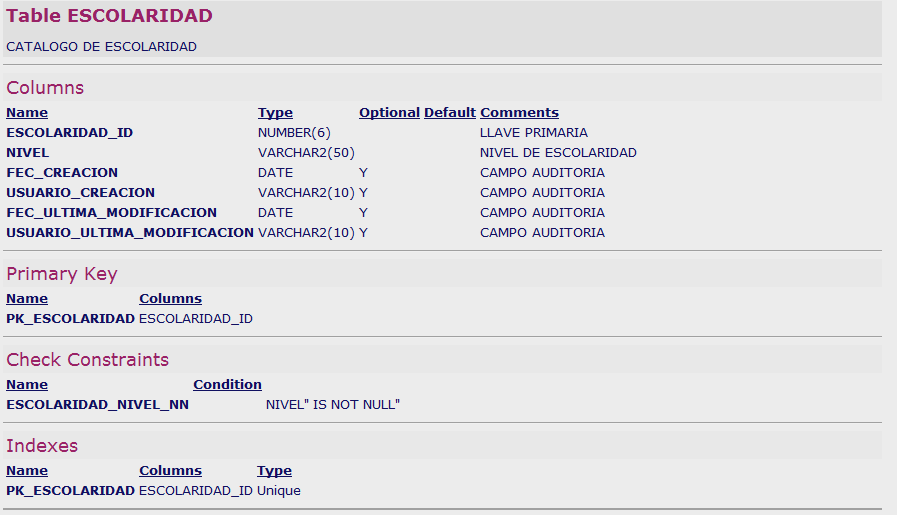 Table ESCOLARIDAD
CATALOGO DE ESCOLARIDAD
Columns
Name Type Optional Default Comments
ESCOLARIDAD_ID NUMBER(6) LLAVE PRIMARIA
NIVEL VARCHAR2(50) NIVEL DE ESCOLARIDAD
FEC_CREACION DATE Y CAMPO AUDITORIA
USUARIO_CREACION VARCHAR2(10) Y CAMPO AUDITORIA
FEC_ULTIMA_MODIFICACION DATE Y CAMPO AUDITORIA
USUARIO_ULTIMA_MODIFICACION VARCHAR2(10) Y CAMPO AUDITORIA
Primary Key
Name Columns
PK_ESCOLARIDAD ESCOLARIDAD_ID
Check Constraints
Name Condition
ESCOLARIDAD_NIVEL_NN NIVEL" IS NOT NULL"
Indexes
Name Columns Type
PK_ESCOLARIDAD ESCOLARIDAD_ID Unique